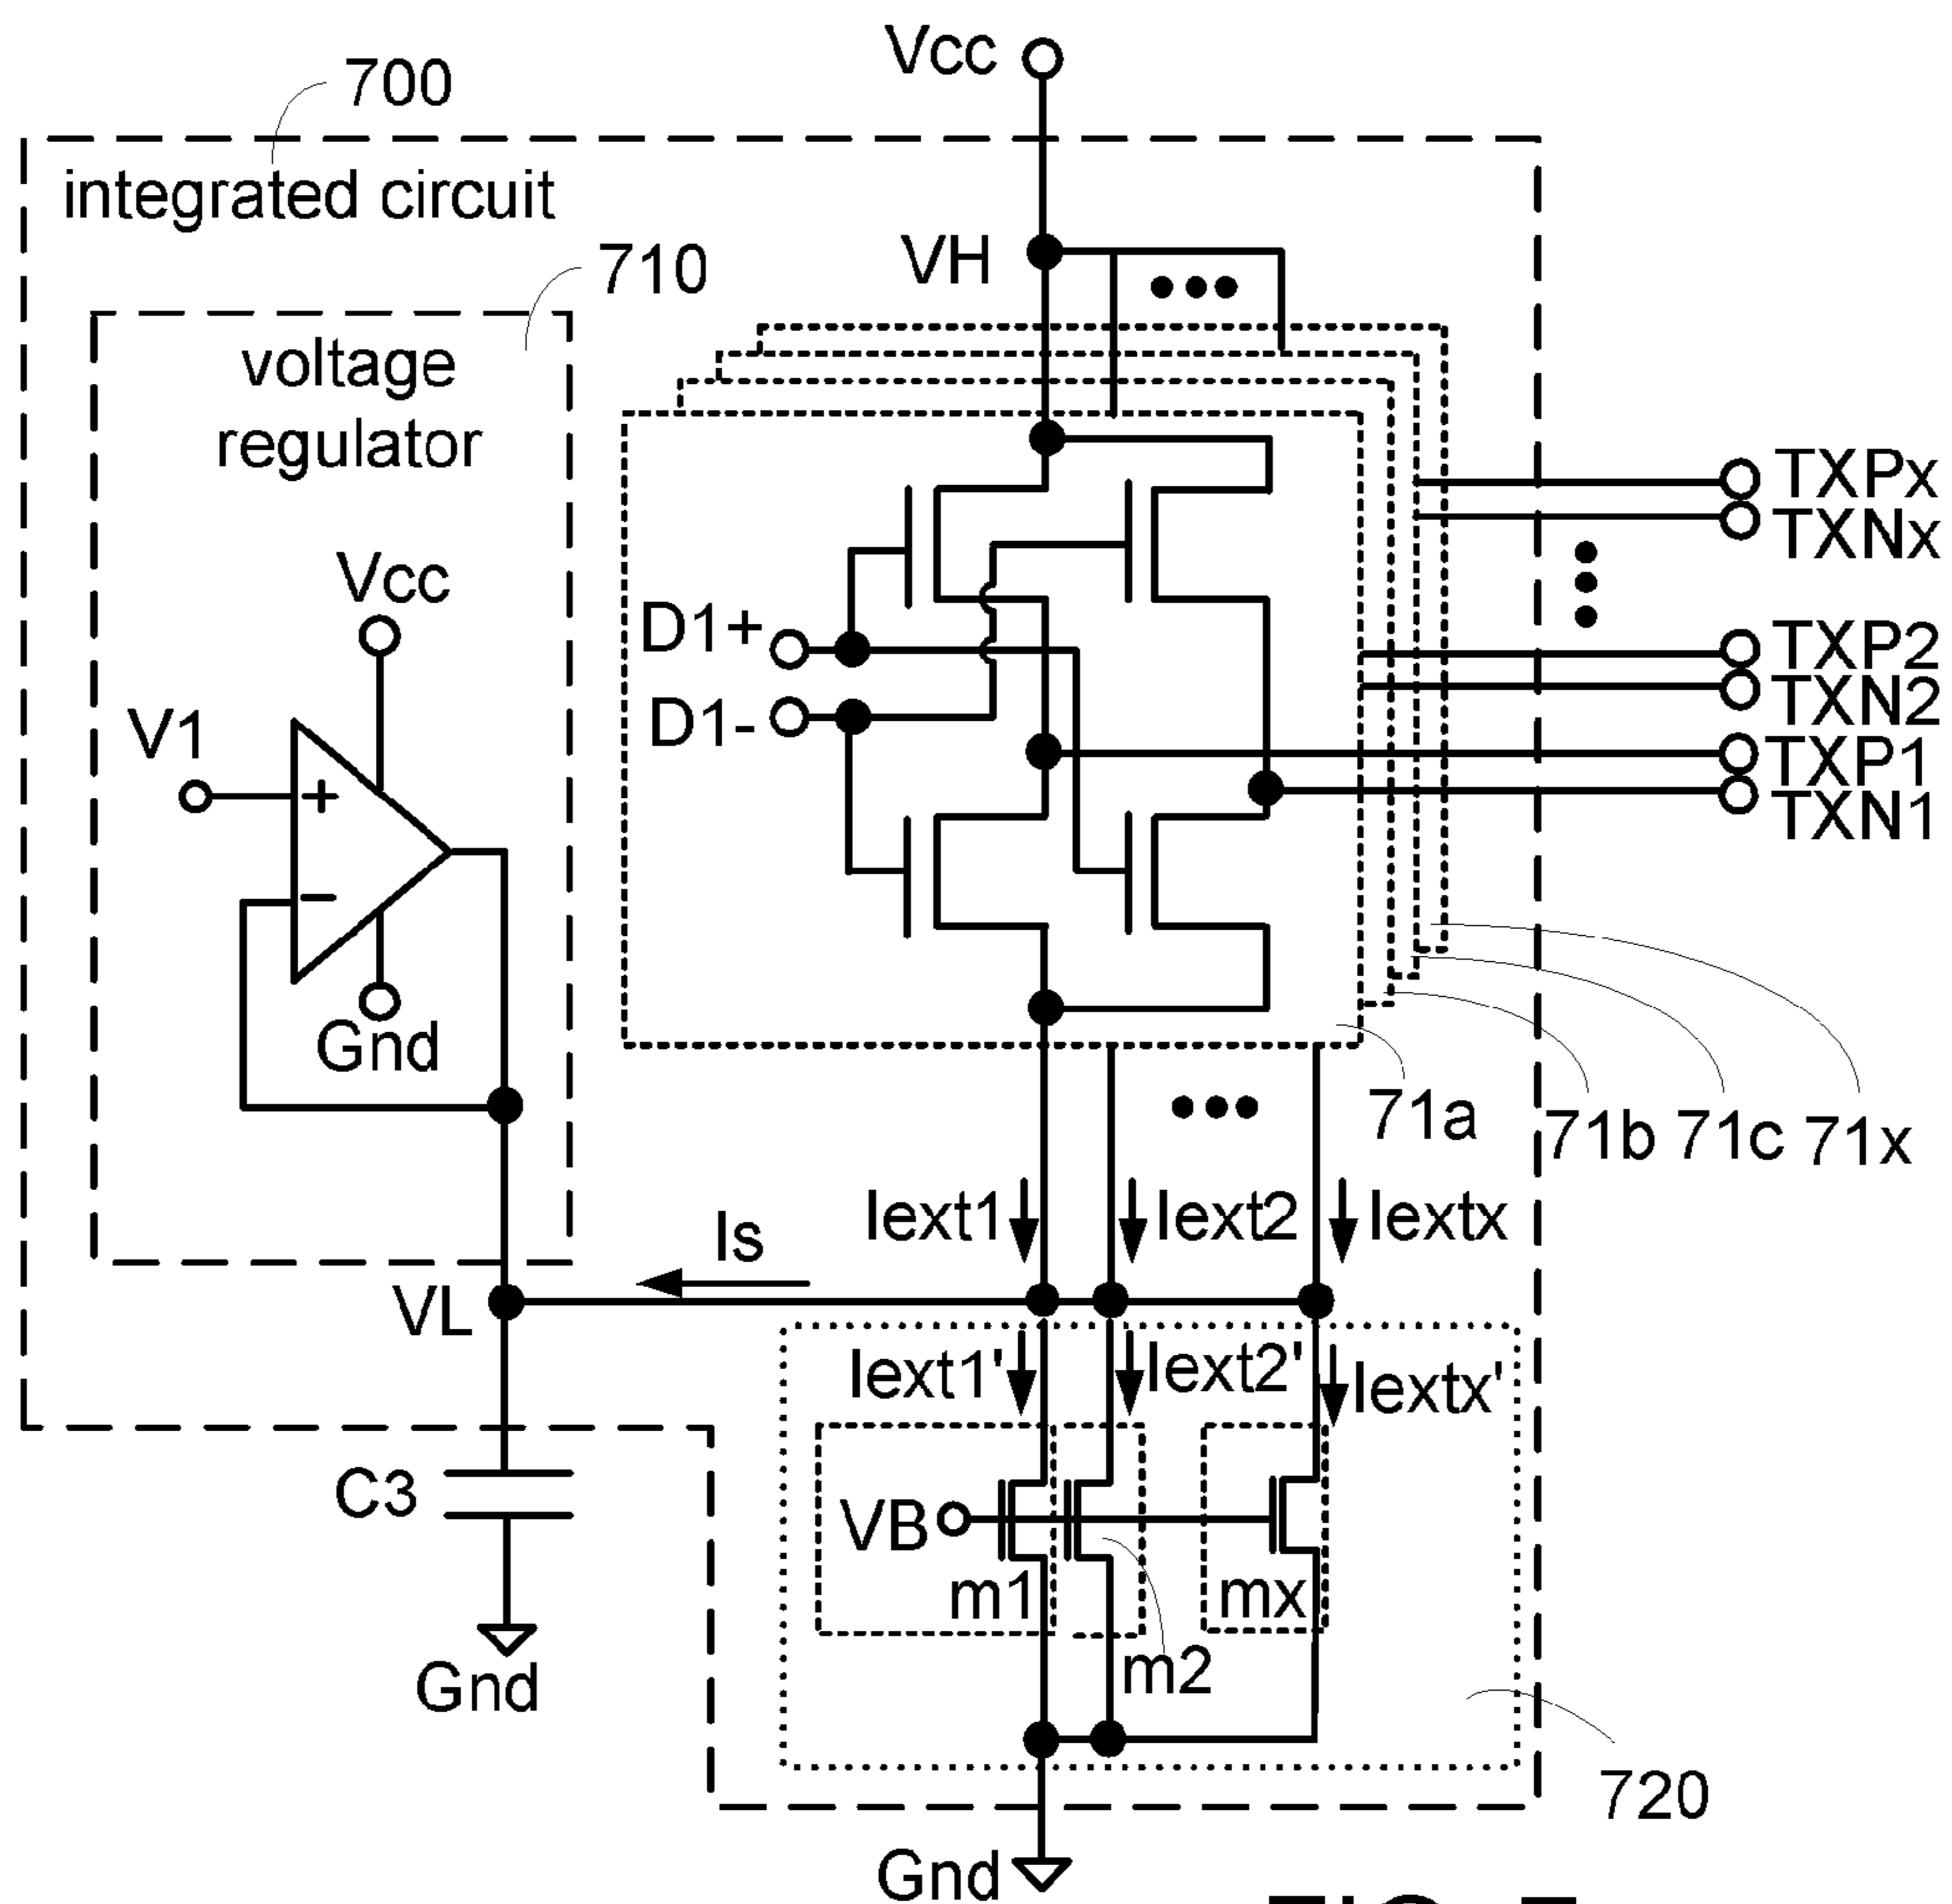 Vcc
700
integrated circuit
VH
710
voltage
regulator
Vcc
V1
+
−
Gnd
D1+
D1-
TXPx
TXNx
TXP2
TXN2
TXP1
TXN1
71a
71b
71c
71x
Iext1
Iext2
Iextx
Is
VL
Iext1'
Iext2'
Iextx'
C3
VB
m1
mx
m2
Gnd
720
Gnd